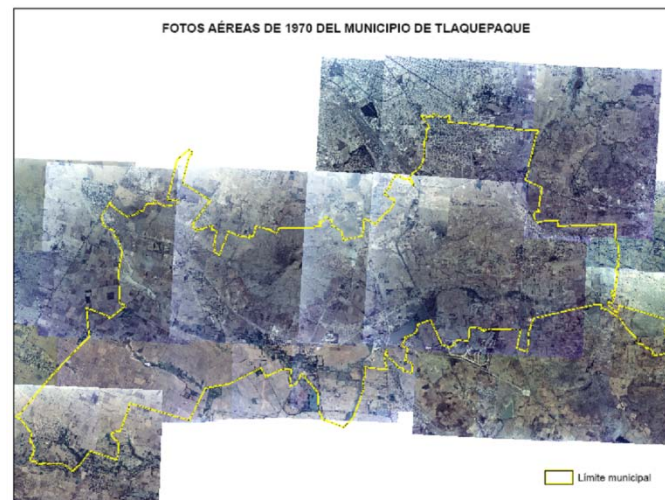 FOTOS AÉREAS DE 1970 DEL MUNICIPIO DE TLAQUEPAQUE
Límite municipal